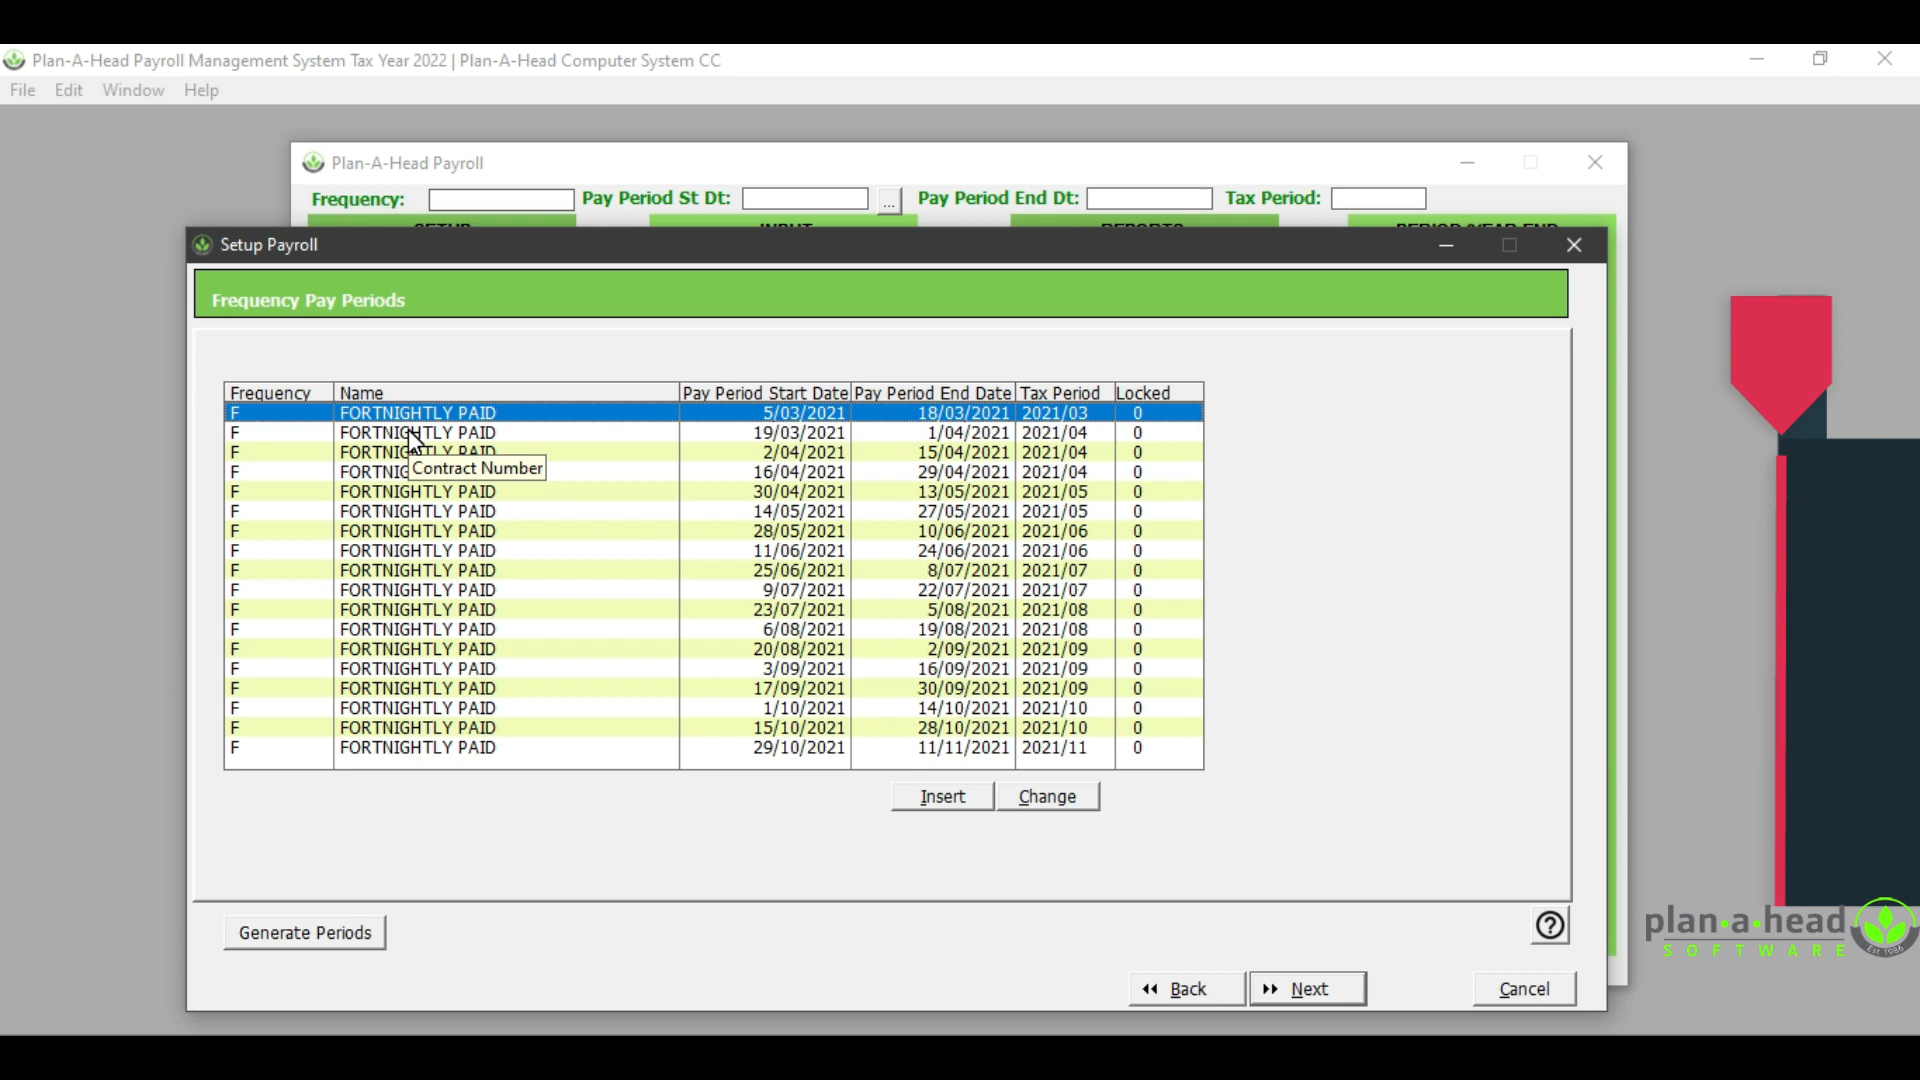 Plan-A-Head Payroll Management System Tax Year 2022 | Plan-A-Head Computer System CC
File Edit Window Help
Plan-A-Head Payroll
Frequency: Pay Period St Dt: ... Pay Period End Dt: Tax Period:
SETUP INPUT REPORTS PERIOD/YEAR END
Setup Payroll
Frequency Pay Periods
Frequency Name Pay Period Start Date Pay Period End Date Tax Period Locked
F FORTNIGHTLY PAID 5/03/2021 18/03/2021 2021/03 0
F FORTNIGHTLY PAID 19/03/2021 1/04/2021 2021/04 0
F FORTNIGHTLY PAID 2/04/2021 15/04/2021 2021/04 0
F FORTNIG 16/04/2021 29/04/2021 2021/04 0
Contract Number
F FORTNIGHTLY PAID 30/04/2021 13/05/2021 2021/05 0
F FORTNIGHTLY PAID 14/05/2021 27/05/2021 2021/05 0
F FORTNIGHTLY PAID 28/05/2021 10/06/2021 2021/06 0
F FORTNIGHTLY PAID 11/06/2021 24/06/2021 2021/06 0
F FORTNIGHTLY PAID 25/06/2021 8/07/2021 2021/07 0
F FORTNIGHTLY PAID 9/07/2021 22/07/2021 2021/07 0
F FORTNIGHTLY PAID 23/07/2021 5/08/2021 2021/08 0
F FORTNIGHTLY PAID 6/08/2021 19/08/2021 2021/08 0
F FORTNIGHTLY PAID 20/08/2021 2/09/2021 2021/09 0
F FORTNIGHTLY PAID 3/09/2021 16/09/2021 2021/09 0
F FORTNIGHTLY PAID 17/09/2021 30/09/2021 2021/09 0
F FORTNIGHTLY PAID 1/10/2021 14/10/2021 2021/10 0
F FORTNIGHTLY PAID 15/10/2021 28/10/2021 2021/10 0
F FORTNIGHTLY PAID 29/10/2021 11/11/2021 2021/11 0
Insert Change
Generate Periods
Back Next Cancel
plan·a·head
SOFTWARE
Est 1986